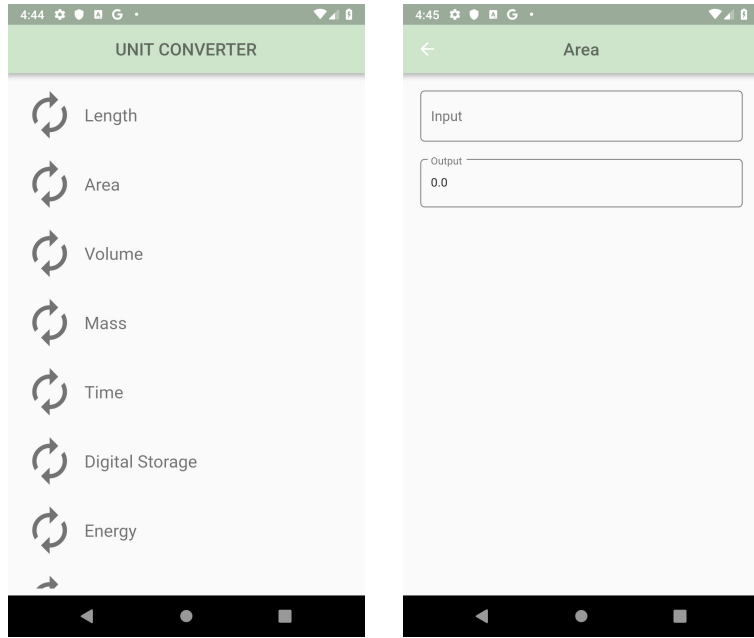 4:44
UNIT CONVERTER
Length
Area
Volume
Mass
Time
Digital Storage
Energy
4:45
Area
Input
Output
0.0